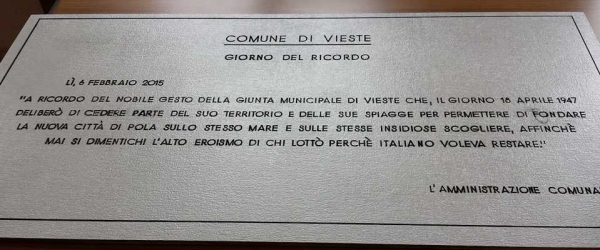 COMUNE DI VIESTE
GIORNO DEL RICORDO
LÌ, 6 FEBBRAIO 2015
"A RICORDO DEL NOBILE GESTO DELLA GIUNTA MUNICIPALE DI VIESTE CHE, IL GIORNO 16 APRILE 1947
DELIBERÒ DI CEDERE PARTE DEL SUO TERRITORIO E DELLE SUE SPIAGGE PER PERMETTERE DI FONDARE
LA NUOVA CITTÀ DI POLA SULLO STESSO MARE E SULLE STESSE INSIDIOSE SCOGLIERE, AFFINCHÈ
MAI SI DIMENTICHI L'ALTO EROISMO DI CHI LOTTÒ PERCHÈ ITALIANO VOLEVA RESTARE!"
L'AMMINISTRAZIONE COMUNA